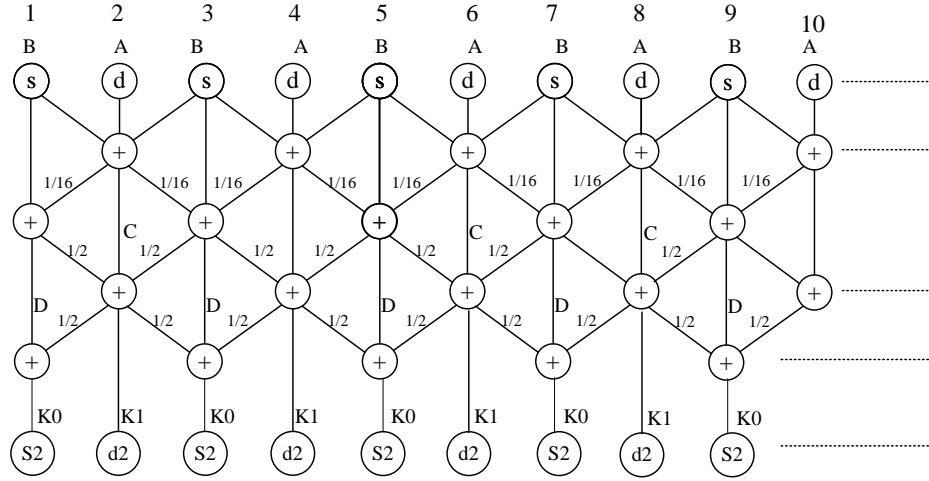 1 2 3 4 5 6 7 8 9 10
B A B A B A B A B A
s d s d s d s d s d
+ + + + +
1/16 1/16 1/16 1/16 1/16 1/16 1/16 1/16 1/16
+ + + + +
C C C
1/2 1/2 1/2 1/2 1/2 1/2 1/2
+ + + + +
D D D D D
1/2 1/2 1/2 1/2 1/2 1/2 1/2 1/2 1/2
+ + + + +
K0 K1 K0 K1 K0 K1 K0 K1 K0
S2 d2 S2 d2 S2 d2 S2 d2 S2